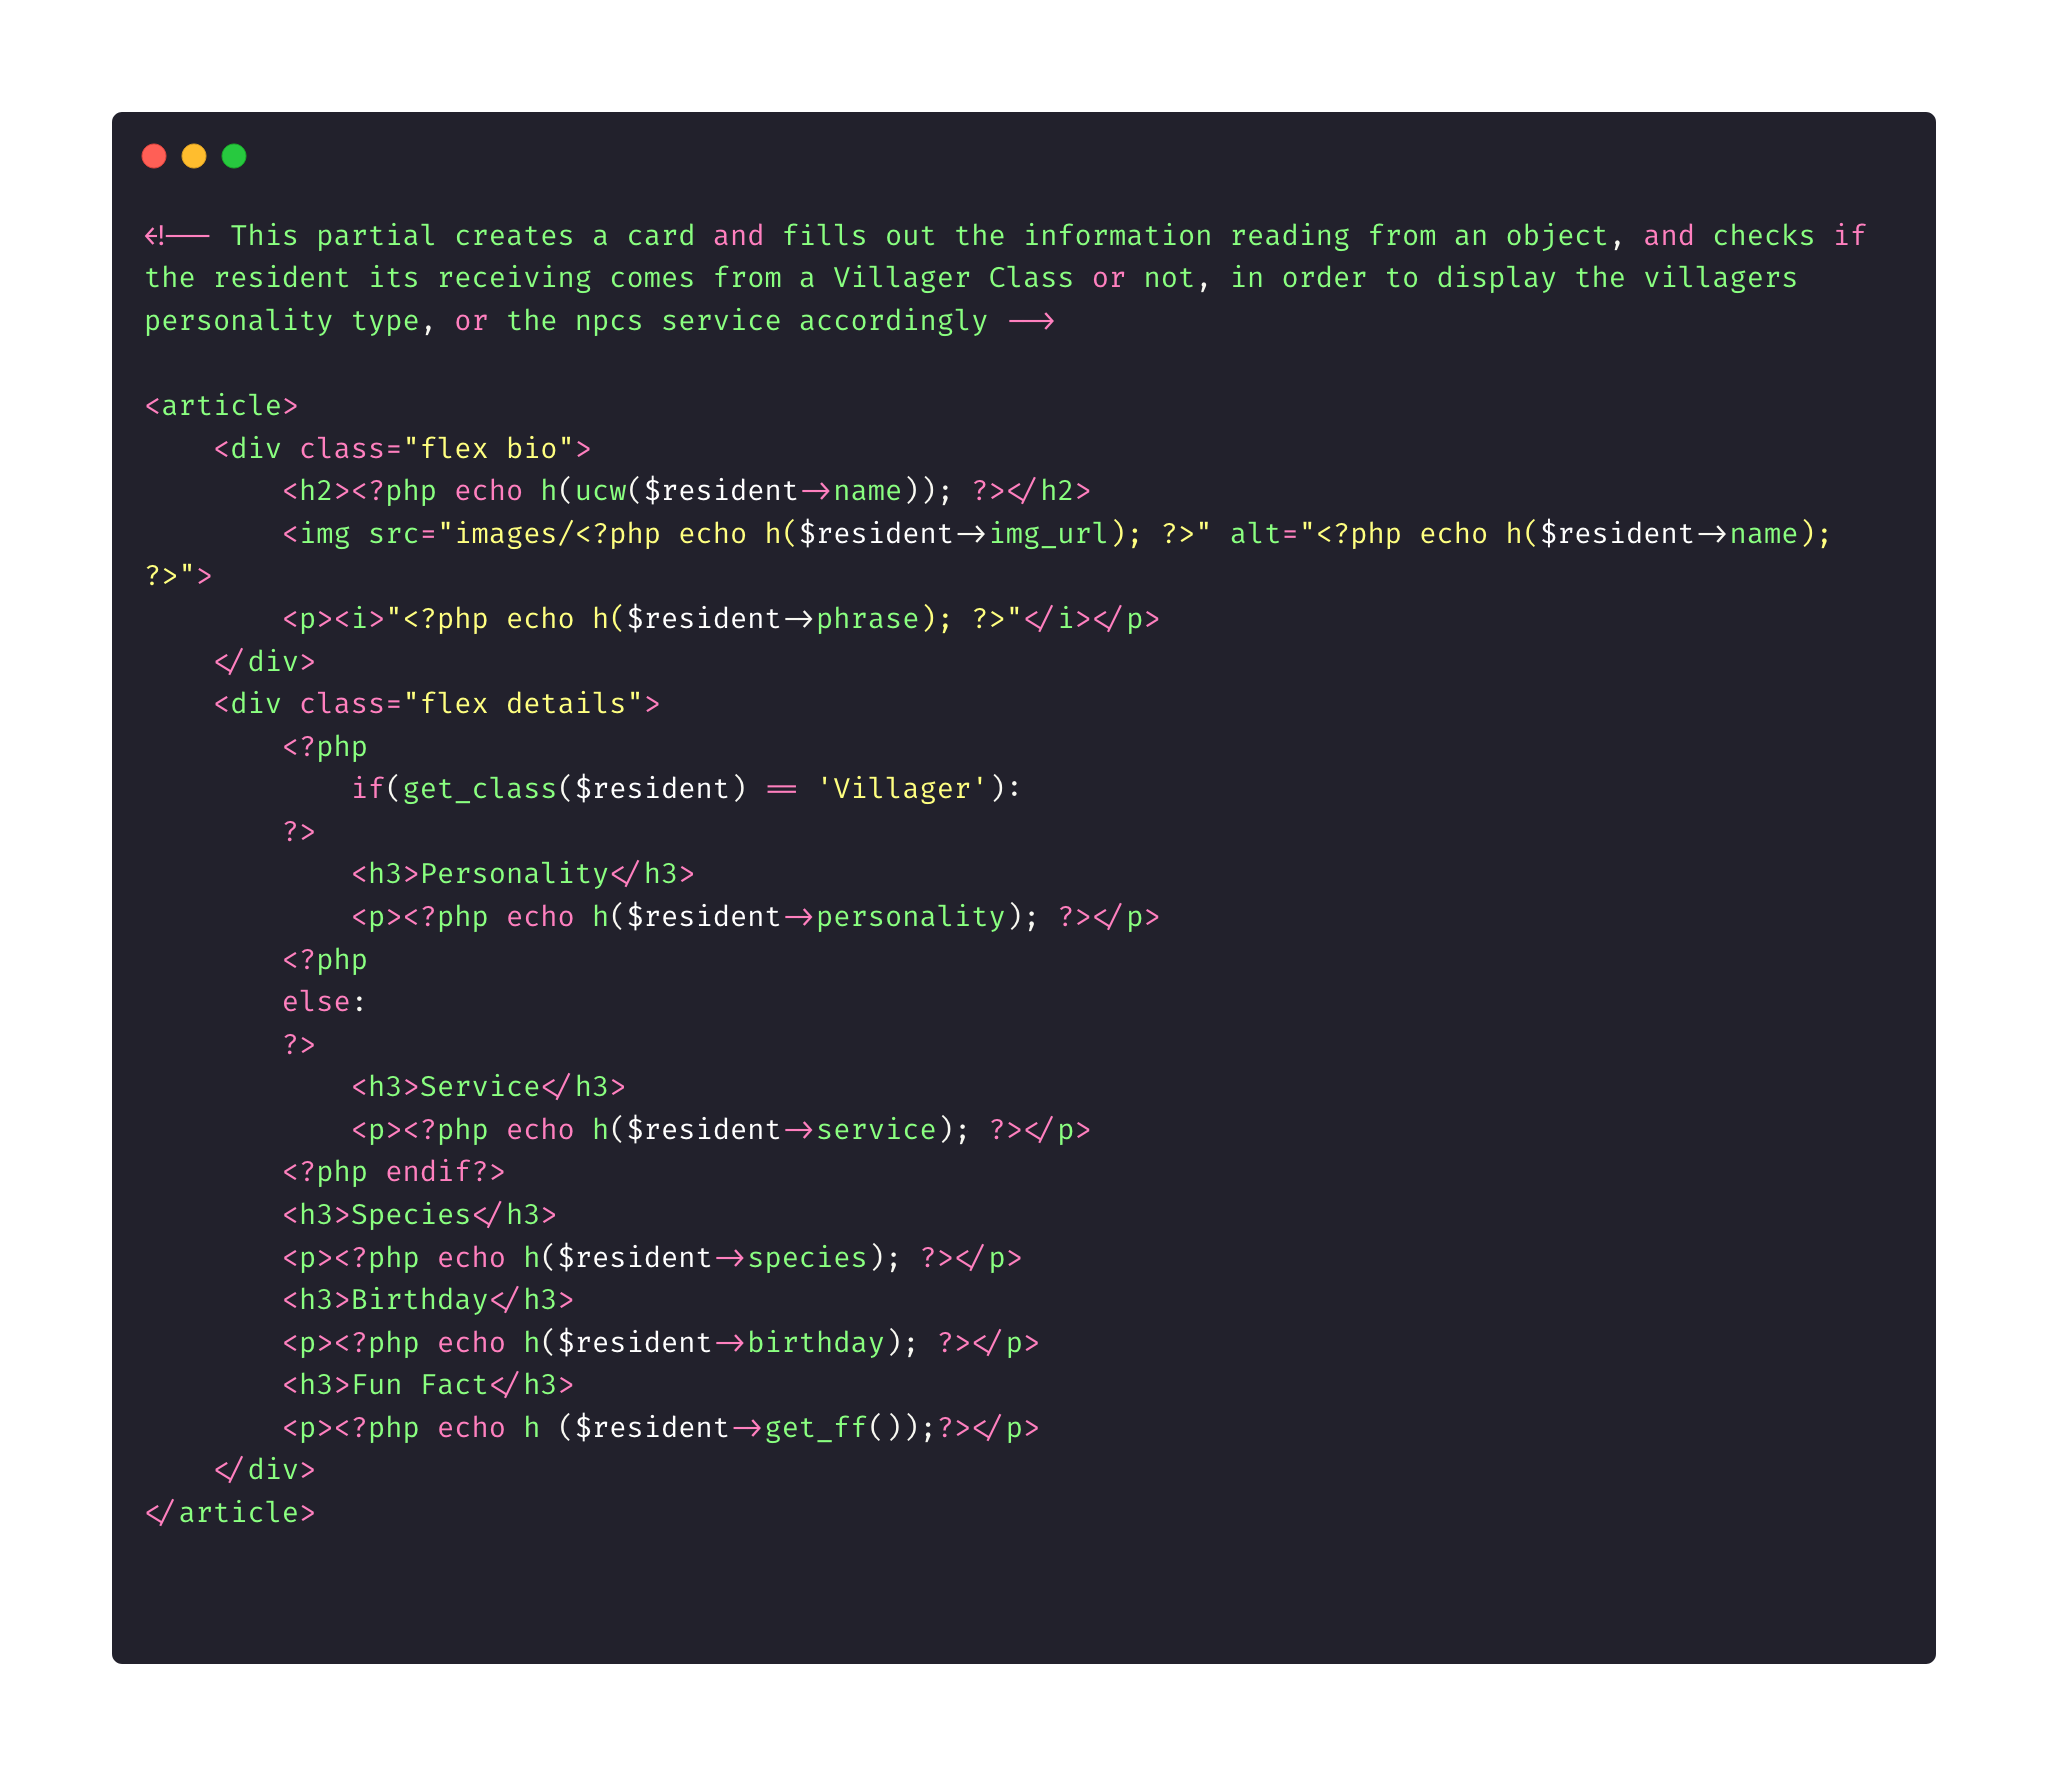 <!-- This partial creates a card and fills out the information reading from an object, and checks if
the resident its receiving comes from a Villager Class or not, in order to display the villagers
personality type, or the npcs service accordingly -->

<article>
    <div class="flex bio">
        <h2><?php echo h(ucw($resident->name)); ?></h2>
        <img src="images/<?php echo h($resident->img_url); ?>" alt="<?php echo h($resident->name);
?>">
        <p><i>"<?php echo h($resident->phrase); ?>"</i></p>
    </div>
    <div class="flex details">
        <?php
            if(get_class($resident) == 'Villager'):
        ?>
            <h3>Personality</h3>
            <p><?php echo h($resident->personality); ?></p>
        <?php
        else:
        ?>
            <h3>Service</h3>
            <p><?php echo h($resident->service); ?></p>
        <?php endif?>
        <h3>Species</h3>
        <p><?php echo h($resident->species); ?></p>
        <h3>Birthday</h3>
        <p><?php echo h($resident->birthday); ?></p>
        <h3>Fun Fact</h3>
        <p><?php echo h ($resident->get_ff());?></p>
    </div>
</article>